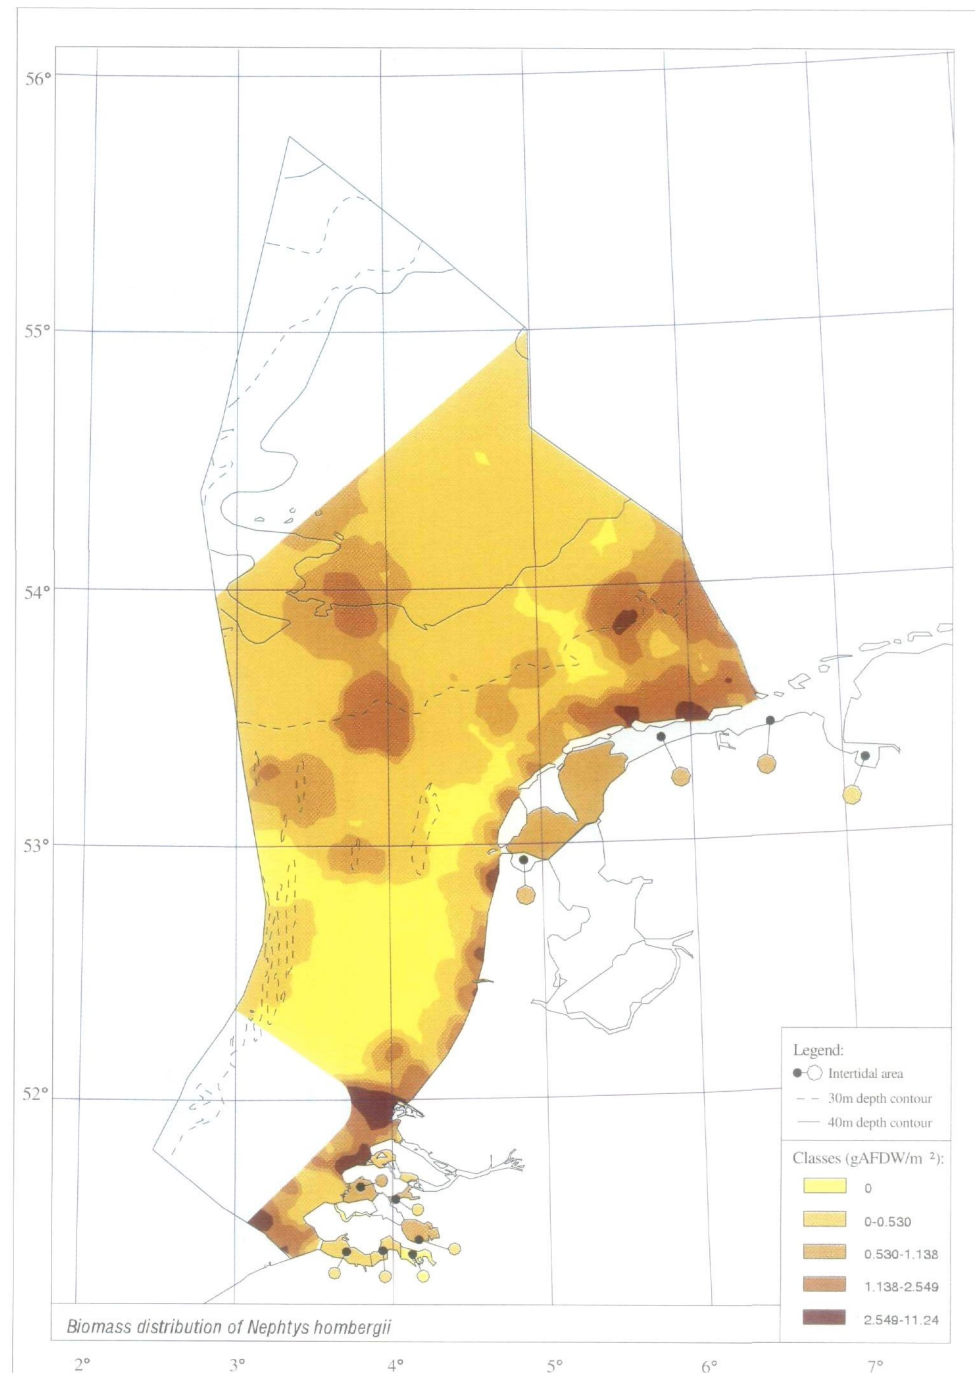 56°
55°
54°
53°
52°
Legend:
Intertidal area
30m depth contour
40m depth contour
Classes (gAFDW/m ²):
0
0-0.530
0.530-1.138
1.138-2.549
2.549-11.24
Biomass distribution of Nephtys hombergii
2° 3° 4° 5° 6° 7°